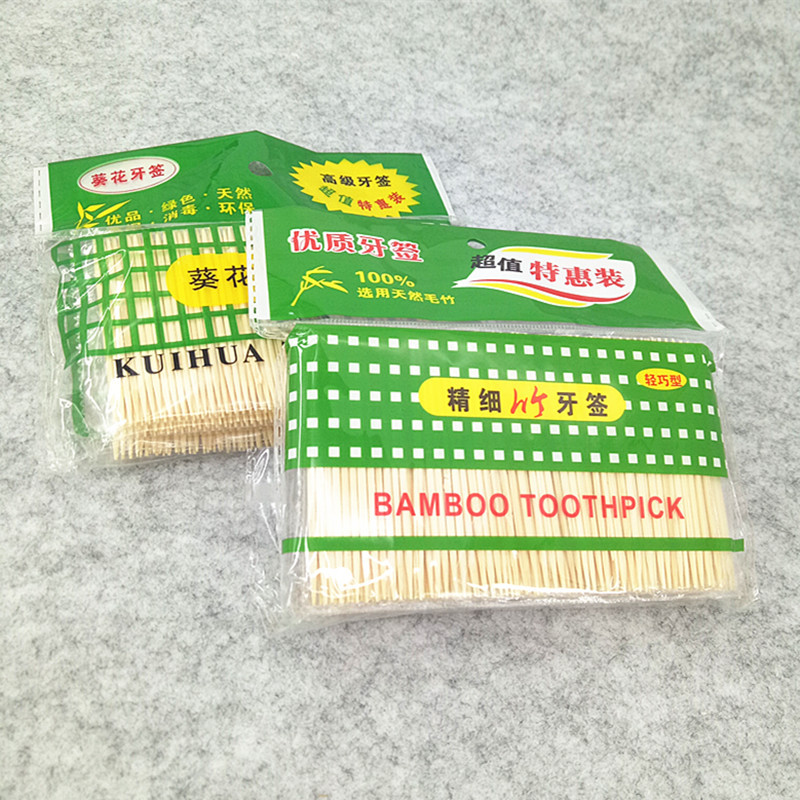 葵花牙签
优品·绿色·天然
消毒·环保
高级牙签
超值 特惠装
葵花
KUIHUA
优质牙签
100%
选用天然毛竹
超值 特惠装
轻巧型
精细竹牙签
BAMBOO TOOTHPICK